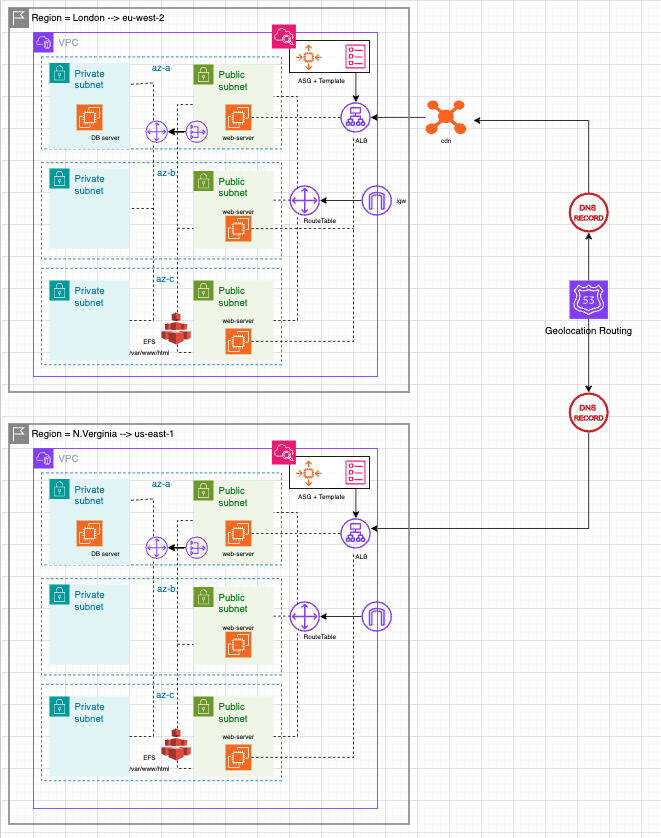 Region = London --> eu-west-2
VPC
az-a
Private
subnet
Public
subnet
ASG + Template
DB server
web-server
ALB
cdn
az-b
Private
subnet
Public
subnet
web-server
RouteTable
igw
DNS
RECORD
az-c
Private
subnet
Public
subnet
web-server
EFS
/var/www/html
53
Geolocation Routing
DNS
RECORD
Region = N.Verginia --> us-east-1
VPC
az-a
Private
subnet
Public
subnet
ASG + Template
DB server
web-server
ALB
az-b
Private
subnet
Public
subnet
web-server
RouteTable
az-c
Private
subnet
Public
subnet
web-server
EFS
/var/www/html